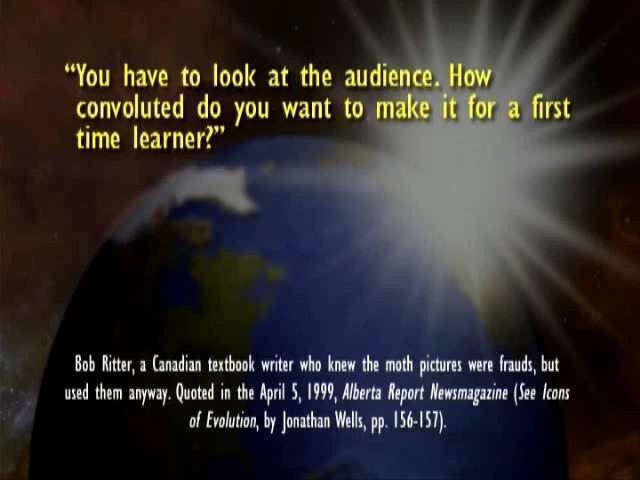 “You have to look at the audience. How
convoluted do you want to make it for a first
time learner?”
Bob Ritter, a Canadian textbook writer who knew the moth pictures were frauds, but
used them anyway. Quoted in the April 5, 1999, Alberta Report Newsmagazine (See Icons
of Evolution, by Jonathan Wells, pp. 156-157).